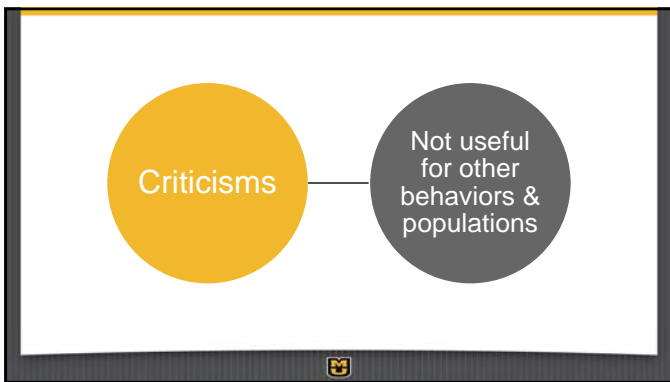 Criticisms
Not useful
for other
behaviors &
populations